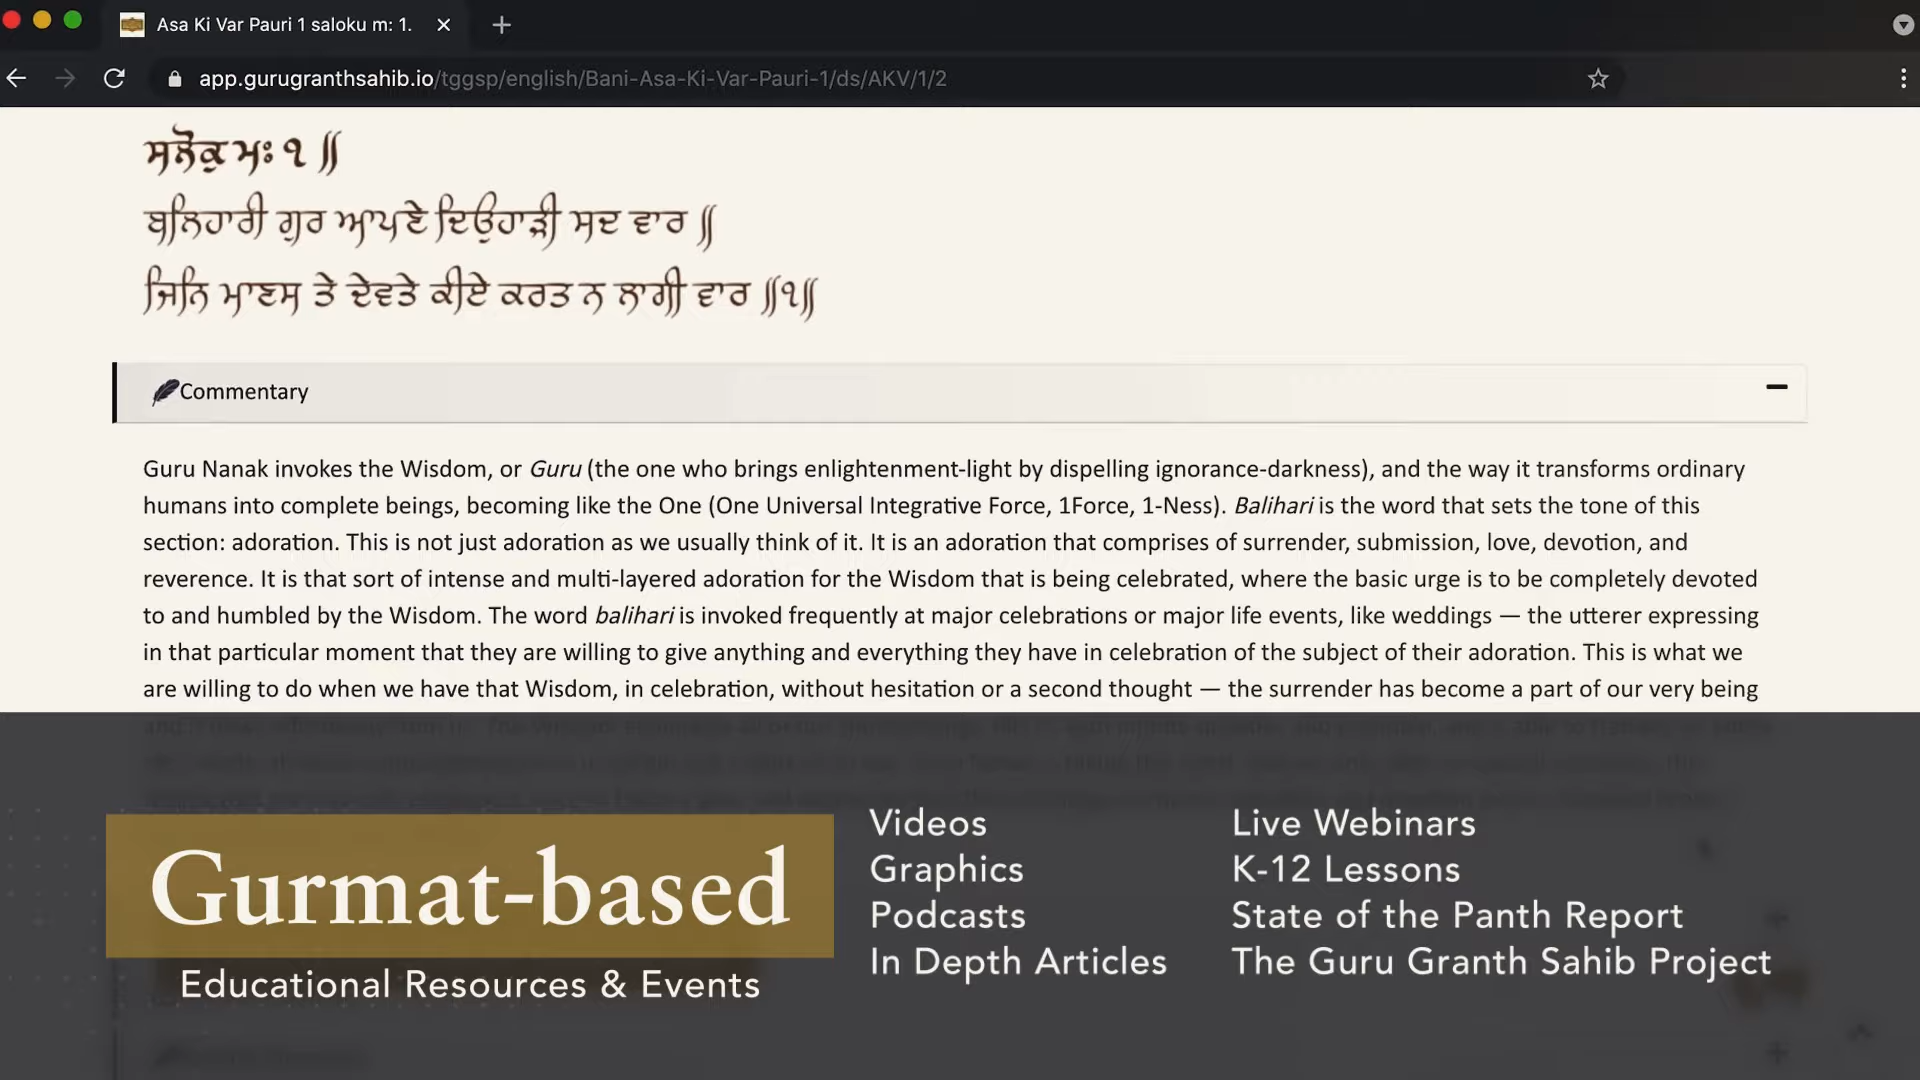 Asa Ki Var Pauri 1 saloku m: 1.
app.gurugranthsahib.io/tggsp/english/Bani-Asa-Ki-Var-Pauri-1/ds/AKV/1/2
ਸਲੋਕੁ ਮਃ ੧ ॥
ਬਲਿਹਾਰੀ ਗੁਰ ਆਪਣੇ ਦਿਉਹਾੜੀ ਸਦ ਵਾਰ ॥
ਜਿਨਿ ਮਾਣਸ ਤੇ ਦੇਵਤੇ ਕੀਏ ਕਰਤ ਨ ਲਾਗੀ ਵਾਰ ॥੧॥
Commentary
Guru Nanak invokes the Wisdom, or Guru (the one who brings enlightenment-light by dispelling ignorance-darkness), and the way it transforms ordinary
humans into complete beings, becoming like the One (One Universal Integrative Force, 1Force, 1-Ness). Balihari is the word that sets the tone of this
section: adoration. This is not just adoration as we usually think of it. It is an adoration that comprises of surrender, submission, love, devotion, and
reverence. It is that sort of intense and multi-layered adoration for the Wisdom that is being celebrated, where the basic urge is to be completely devoted
to and humbled by the Wisdom. The word balihari is invoked frequently at major celebrations or major life events, like weddings — the utterer expressing
in that particular moment that they are willing to give anything and everything they have in celebration of the subject of their adoration. This is what we
are willing to do when we have that Wisdom, in celebration, without hesitation or a second thought — the surrender has become a part of our very being
Gurmat-based
Educational Resources & Events
Videos
Graphics
Podcasts
In Depth Articles
Live Webinars
K-12 Lessons
State of the Panth Report
The Guru Granth Sahib Project